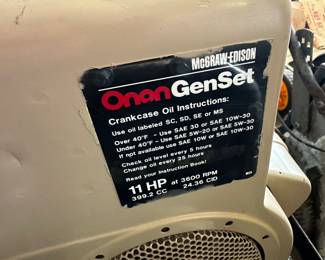 McGRAW-EDISON
Onan GenSet
Crankcase Oil Instructions:
Use oil labeled SC, SD, SE or MS
Over 40°F - Use SAE 30 or SAE 10W-30
Under 40°F - Use SAE 5W-20 or SAE 5W-30
If not available use SAE 10W or SAE 10W-30
Check oil level every 5 hours
Change oil every 25 hours
Read your Instruction Book!
11 HP at 3600 RPM
399.2 CC 24.36 CID